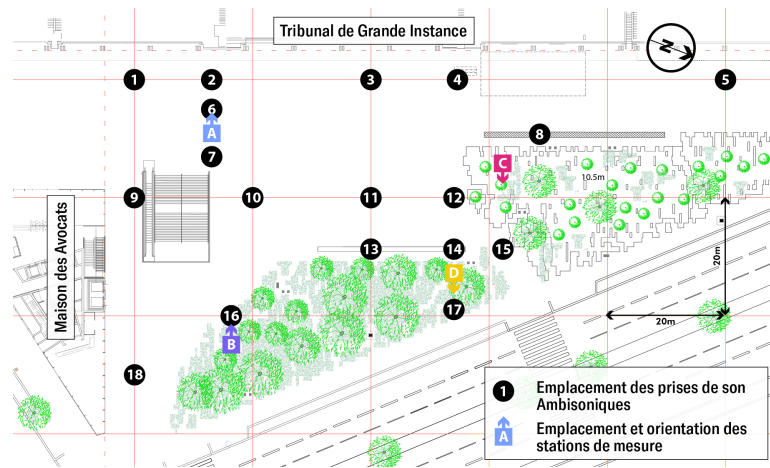 Tribunal de Grande Instance
N
1
2
3
4
5
6
A
7
8
C
10.5m
9
10
11
12
13
14
15
D
20m
Maison des Avocats
16
B
17
20m
18
1 Emplacement des prises de son
Ambisoniques
A Emplacement et orientation des
stations de mesure